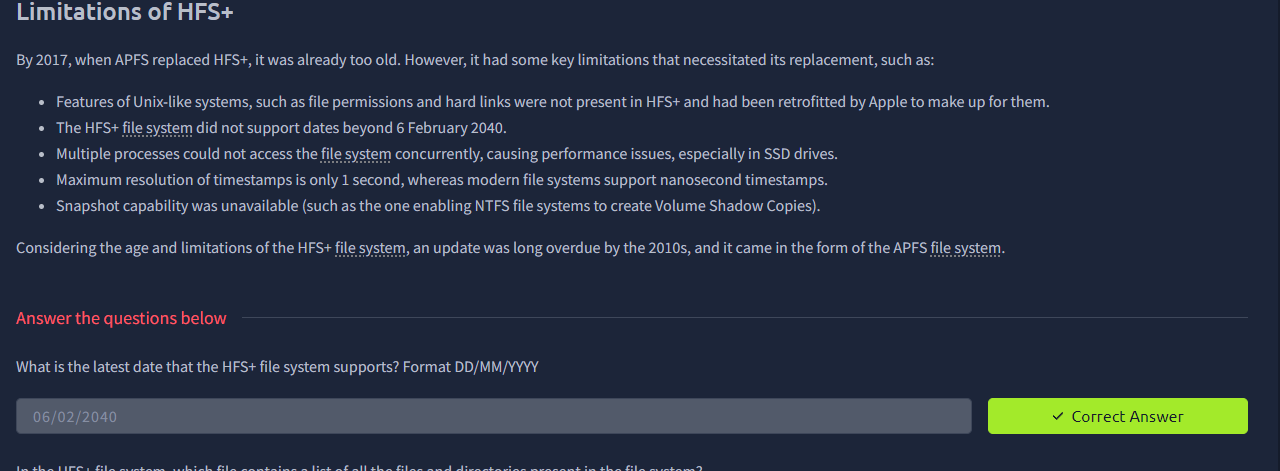 Limitations of HFS+
By 2017, when APFS replaced HFS+, it was already too old. However, it had some key limitations that necessitated its replacement, such as:
• Features of Unix-like systems, such as file permissions and hard links were not present in HFS+ and had been retrofitted by Apple to make up for them.
• The HFS+ file system did not support dates beyond 6 February 2040.
• Multiple processes could not access the file system concurrently, causing performance issues, especially in SSD drives.
• Maximum resolution of timestamps is only 1 second, whereas modern file systems support nanosecond timestamps.
• Snapshot capability was unavailable (such as the one enabling NTFS file systems to create Volume Shadow Copies).
Considering the age and limitations of the HFS+ file system, an update was long overdue by the 2010s, and it came in the form of the APFS file system.
Answer the questions below
What is the latest date that the HFS+ file system supports? Format DD/MM/YYYY
06/02/2040
✓ Correct Answer
In the HFS+ file system, which file contains a list of all the files and directories present in the file system?